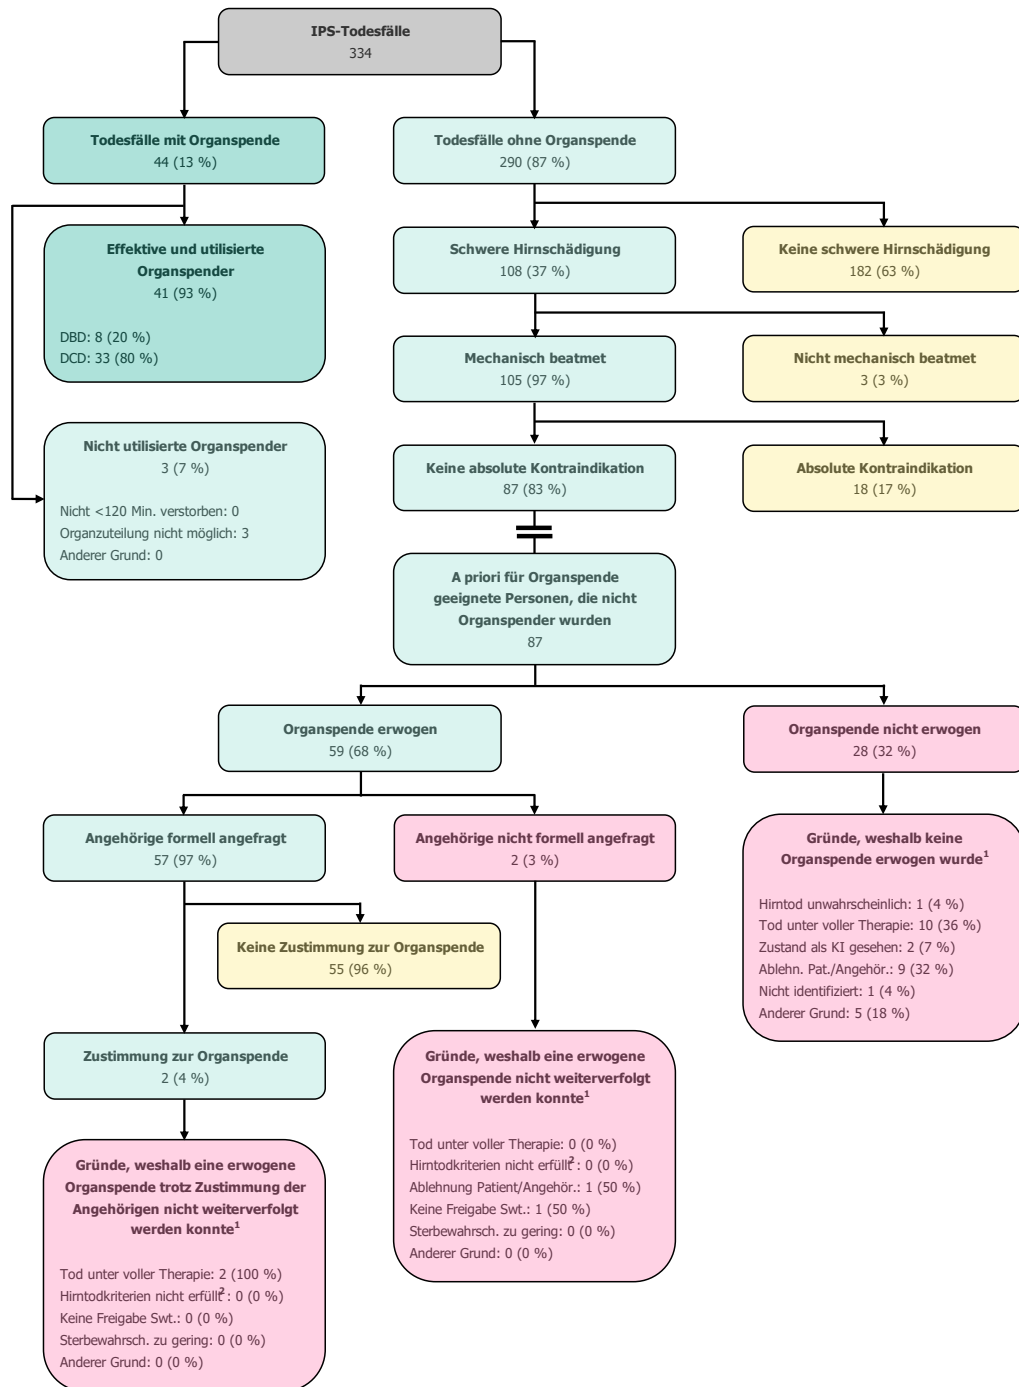 IPS-Todesfälle
334
Todesfälle mit Organspende
44 (13 %)
Todesfälle ohne Organspende
290 (87 %)
Effektive und utilisierte
Organspender
41 (93 %)
DBD: 8 (20 %)
DCD: 33 (80 %)
Schwere Hirnschädigung
108 (37 %)
Keine schwere Hirnschädigung
182 (63 %)
Mechanisch beatmet
105 (97 %)
Nicht mechanisch beatmet
3 (3 %)
Nicht utilisierte Organspender
3 (7 %)
Nicht <120 Min. verstorben: 0
Organzuteilung nicht möglich: 3
Anderer Grund: 0
Keine absolute Kontraindikation
87 (83 %)
Absolute Kontraindikation
18 (17 %)
A priori für Organspende
geeignete Personen, die nicht
Organspender wurden
87
Organspende erwogen
59 (68 %)
Organspende nicht erwogen
28 (32 %)
Angehörige formell angefragt
57 (97 %)
Angehörige nicht formell angefragt
2 (3 %)
Gründe, weshalb keine
Organspende erwogen wurde¹
Hirntod unwahrscheinlich: 1 (4 %)
Tod unter voller Therapie: 10 (36 %)
Zustand als KI gesehen: 2 (7 %)
Ablehn. Pat./Angehör.: 9 (32 %)
Nicht identifiziert: 1 (4 %)
Anderer Grund: 5 (18 %)
Keine Zustimmung zur Organspende
55 (96 %)
Zustimmung zur Organspende
2 (4 %)
Gründe, weshalb eine erwogene
Organspende nicht weiterverfolgt
werden konnte¹
Tod unter voller Therapie: 0 (0 %)
Hirntodkriterien nicht erfüllt²: 0 (0 %)
Ablehnung Patient/Angehör.: 1 (50 %)
Keine Freigabe Swt.: 1 (50 %)
Sterbewahrsch. zu gering: 0 (0 %)
Anderer Grund: 0 (0 %)
Gründe, weshalb eine erwogene
Organspende trotz Zustimmung der
Angehörigen nicht weiterverfolgt
werden konnte¹
Tod unter voller Therapie: 2 (100 %)
Hirntodkriterien nicht erfüllt²: 0 (0 %)
Keine Freigabe Swt.: 0 (0 %)
Sterbewahrsch. zu gering: 0 (0 %)
Anderer Grund: 0 (0 %)